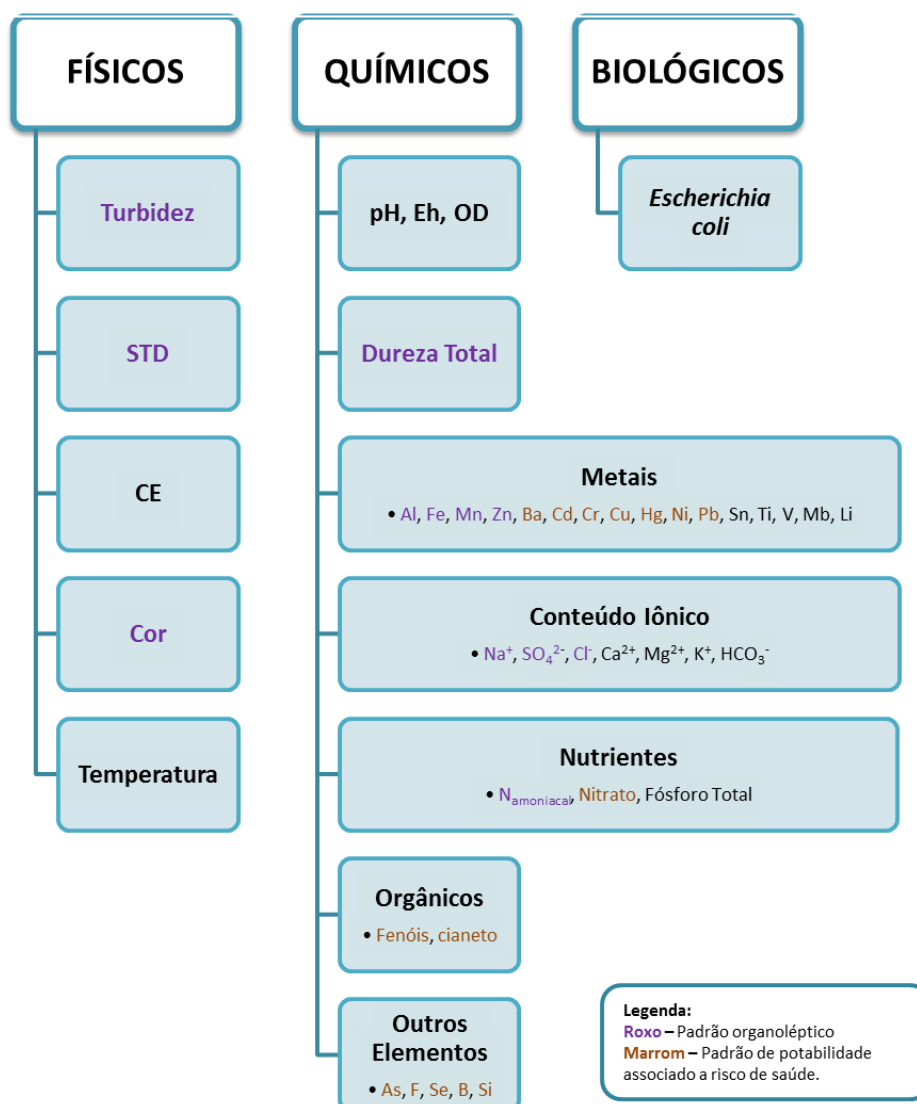 FÍSICOS
Turbidez
STD
CE
Cor
Temperatura
QUÍMICOS
pH, Eh, OD
Dureza Total
Metais
• Al, Fe, Mn, Zn, Ba, Cd, Cr, Cu, Hg, Ni, Pb, Sn, Ti, V, Mb, Li
Conteúdo Iônico
• Na⁺, SO₄²⁻, Cl⁻, Ca²⁺, Mg²⁺, K⁺, HCO₃⁻
Nutrientes
• Namoniacal, Nitrato, Fósforo Total
Orgânicos
• Fenóis, cianeto
Outros
Elementos
• As, F, Se, B, Si
BIOLÓGICOS
Escherichia
coli
Legenda:
Roxo – Padrão organoléptico
Marrom – Padrão de potabilidade
associado a risco de saúde.